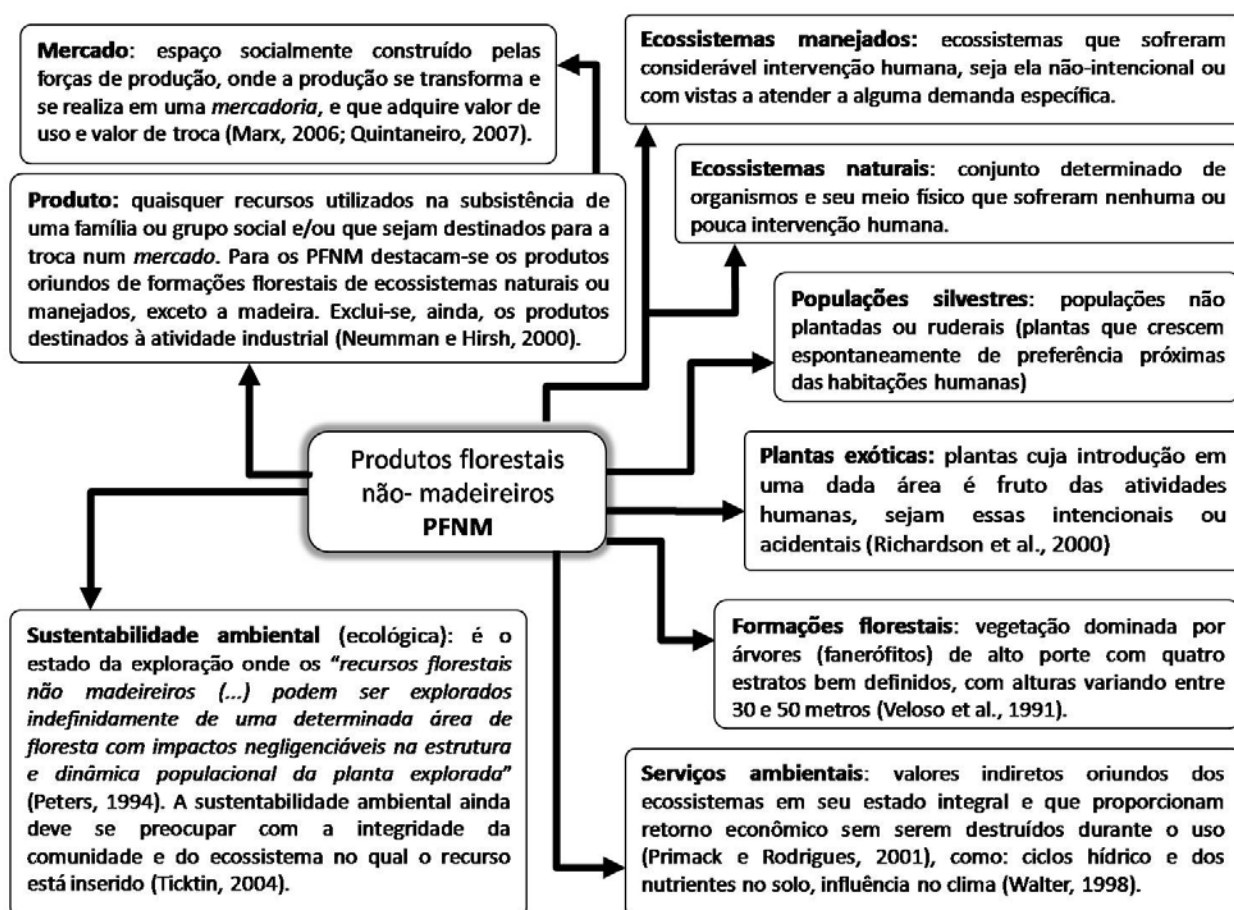 Mercado: espaço socialmente construído pelas
forças de produção, onde a produção se transforma e
se realiza em uma mercadoria, e que adquire valor de
uso e valor de troca (Marx, 2006; Quintaneiro, 2007).
Produto: quaisquer recursos utilizados na subsistência de
uma família ou grupo social e/ou que sejam destinados para a
troca num mercado. Para os PFNM destacam-se os produtos
oriundos de formações florestais de ecossistemas naturais ou
manejados, exceto a madeira. Exclui-se, ainda, os produtos
destinados à atividade industrial (Neumman e Hirsh, 2000).
Ecossistemas manejados: ecossistemas que sofreram
considerável intervenção humana, seja ela não-intencional ou
com vistas a atender a alguma demanda específica.
Ecossistemas naturais: conjunto determinado de
organismos e seu meio físico que sofreram nenhuma ou
pouca intervenção humana.
Populações silvestres: populações não
plantadas ou ruderais (plantas que crescem
espontaneamente de preferência próximas
das habitações humanas)
Produtos florestais
não- madeireiros
PFNM
Plantas exóticas: plantas cuja introdução em
uma dada área é fruto das atividades
humanas, sejam essas intencionais ou
acidentais (Richardson et al., 2000)
Formações florestais: vegetação dominada por
árvores (fanerófitos) de alto porte com quatro
estratos bem definidos, com alturas variando entre
30 e 50 metros (Veloso et al., 1991).
Sustentabilidade ambiental (ecológica): é o
estado da exploração onde os "recursos florestais
não madeireiros (...) podem ser explorados
indefinidamente de uma determinada área de
floresta com impactos negligenciáveis na estrutura
e dinâmica populacional da planta explorada"
(Peters, 1994). A sustentabilidade ambiental ainda
deve se preocupar com a integridade da
comunidade e do ecossistema no qual o recurso
está inserido (Ticktin, 2004).
Serviços ambientais: valores indiretos oriundos dos
ecossistemas em seu estado integral e que proporcionam
retorno econômico sem serem destruídos durante o uso
(Primack e Rodrigues, 2001), como: ciclos hídrico e dos
nutrientes no solo, influência no clima (Walter, 1998).